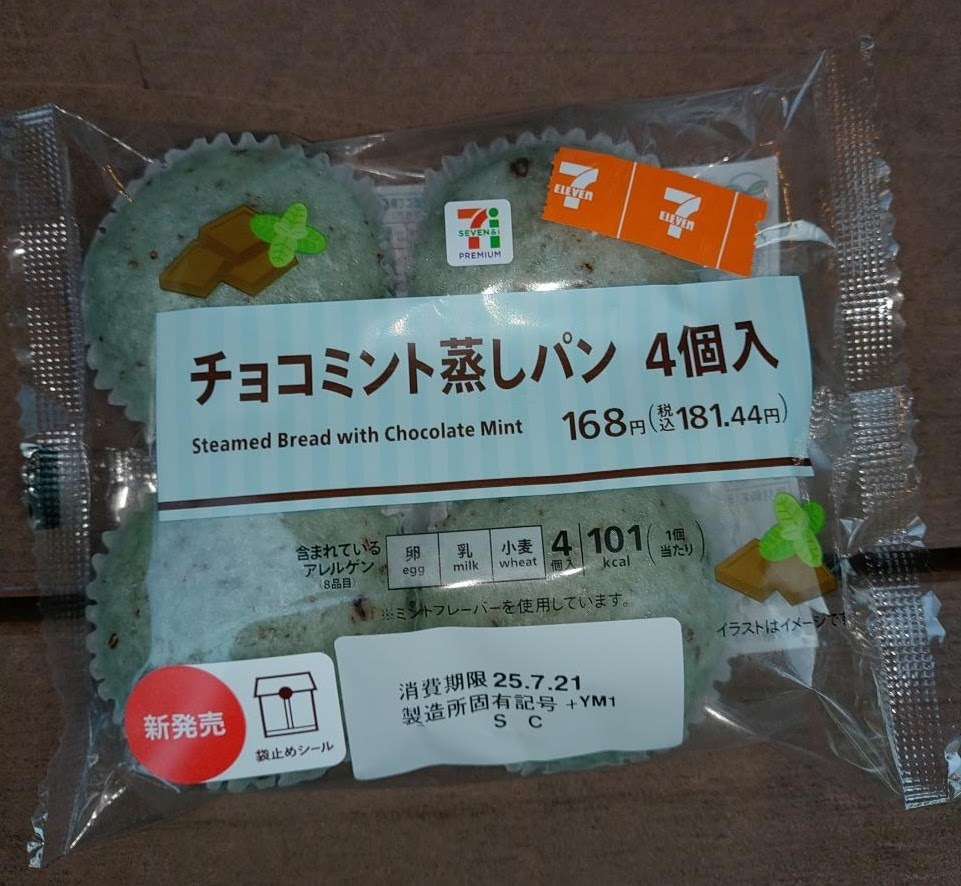 7 ELEVEN
7 ELEVEN
7i
SEVEN&i
PREMIUM
チョコミント蒸しパン 4個入
Steamed Bread with Chocolate Mint
168円(税込181.44円)
含まれている
アレルゲン
(8品目)
卵 egg
乳 milk
小麦 wheat
4個入
101 kcal
(1個当たり)
※ミントフレーバーを使用しています。
イラストはイメージです
新発売
袋止めシール
消費期限 25.7.21
製造所固有記号 +YM1
S C